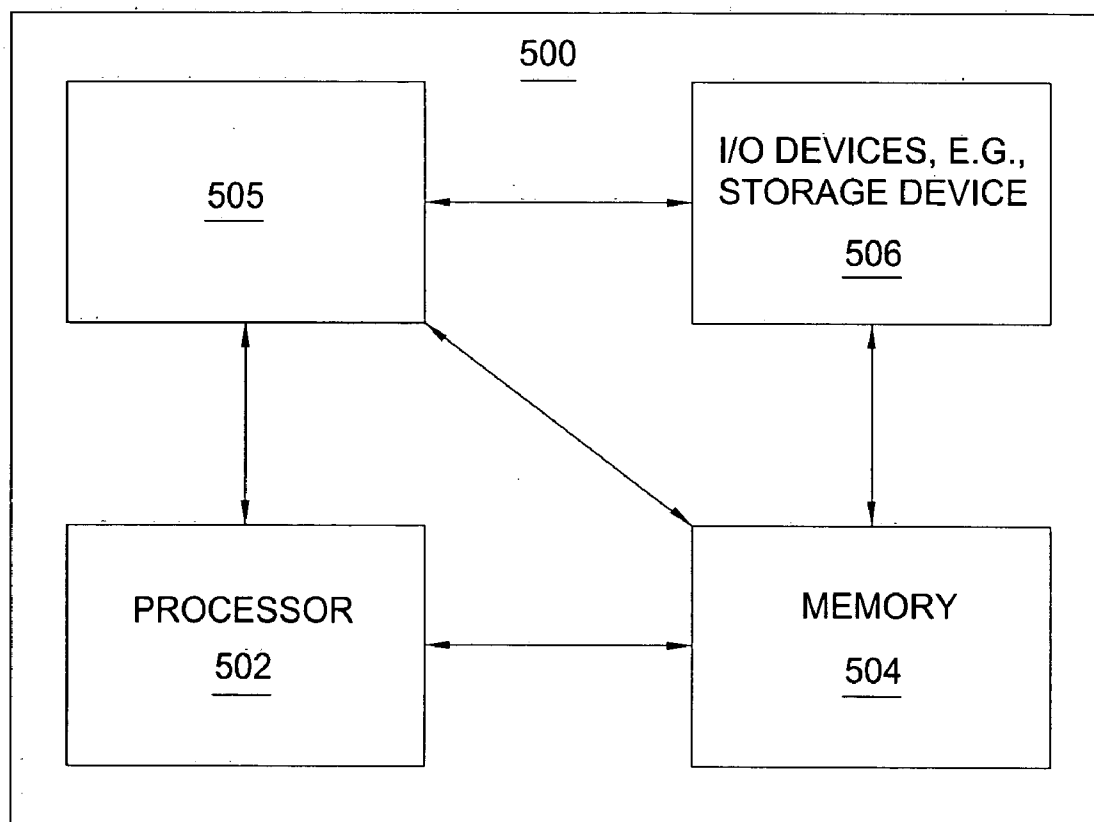 500
505
I/O DEVICES, E.G.,
STORAGE DEVICE
506
PROCESSOR
502
MEMORY
504